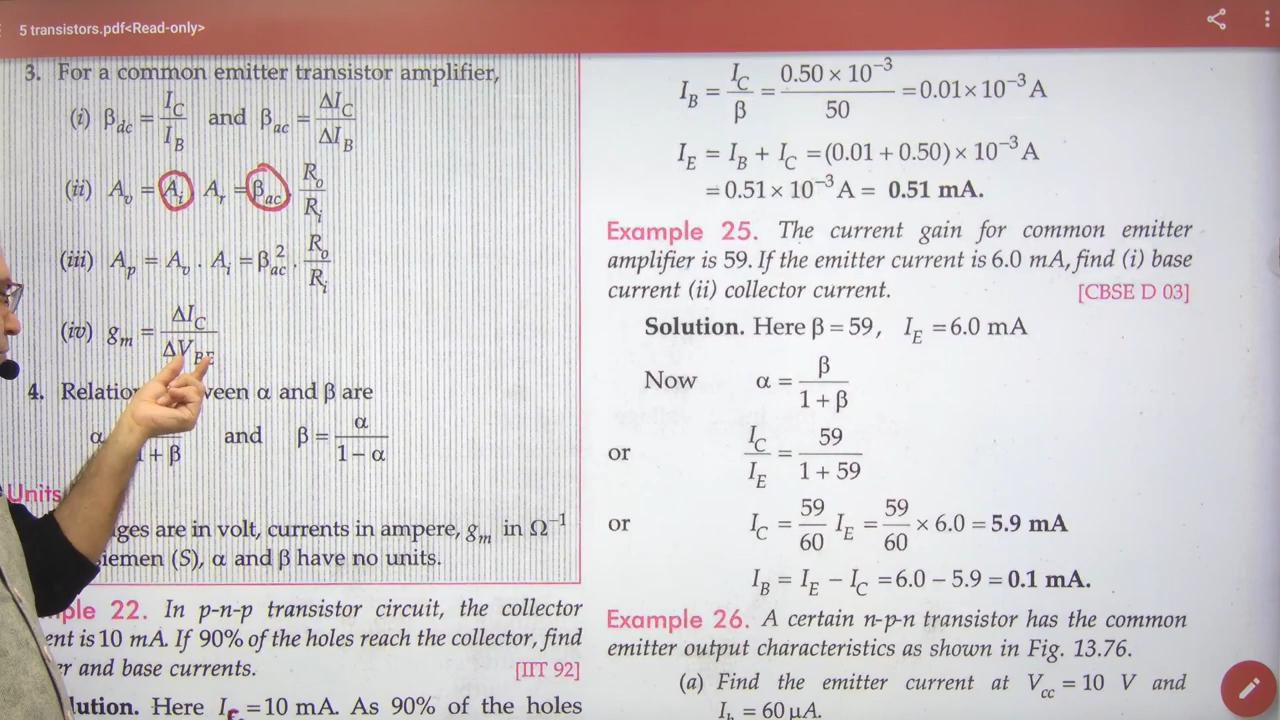 5 transistors.pdf<Read-only>
3. For a common emitter transistor amplifier,
(i) β_dc = I_C / I_B and β_ac = ΔI_C / ΔI_B
(ii) A_v = A_i A_r = β_ac . R_o / R_i
(iii) A_p = A_v . A_i = β²_ac . R_o / R_i
(iv) g_m = ΔI_C / ΔV_BE
4. Relation between α and β are
α 1 + β and β = α / (1 − α)
Units
ges are in volt, currents in ampere, g_m in Ω⁻¹
iemen (S), α and β have no units.
ple 22. In p-n-p transistor circuit, the collector
ent is 10 mA. If 90% of the holes reach the collector, find
er and base currents. [IIT 92]
lution. Here I_E = 10 mA. As 90% of the holes
I_B = I_C / β = 0.50 × 10⁻³ / 50 = 0.01 × 10⁻³ A
I_E = I_B + I_C = (0.01 + 0.50) × 10⁻³ A
= 0.51 × 10⁻³ A = 0.51 mA.
Example 25. The current gain for common emitter
amplifier is 59. If the emitter current is 6.0 mA, find (i) base
current (ii) collector current. [CBSE D 03]
Solution. Here β = 59, I_E = 6.0 mA
Now α = β / (1 + β)
or I_C / I_E = 59 / (1 + 59)
or I_C = 59/60 I_E = 59/60 × 6.0 = 5.9 mA
I_B = I_E − I_C = 6.0 − 5.9 = 0.1 mA.
Example 26. A certain n-p-n transistor has the common
emitter output characteristics as shown in Fig. 13.76.
(a) Find the emitter current at V_cc = 10 V and
I_b = 60 μA.